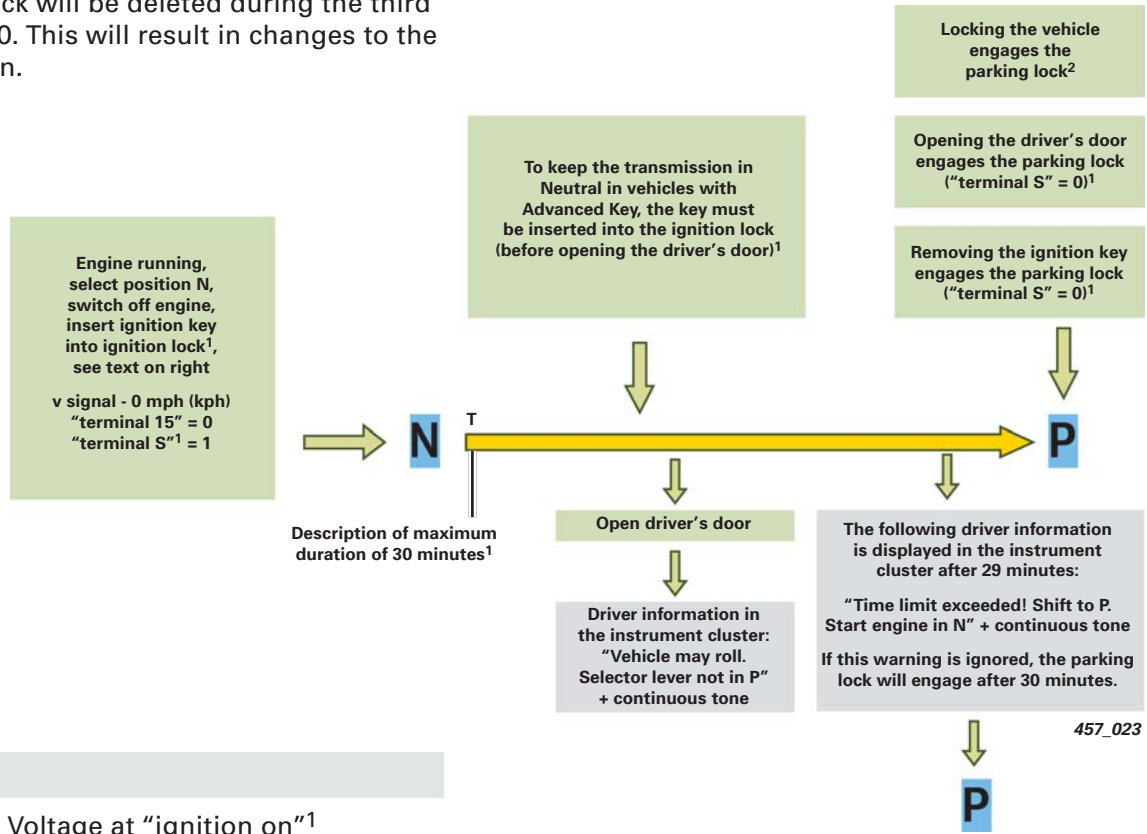 ck will be deleted during the third
0. This will result in changes to the
n.
Locking the vehicle
engages the
parking lock2
Opening the driver's door
engages the parking lock
("terminal S" = 0)1
Removing the ignition key
engages the parking lock
("terminal S" = 0)1
To keep the transmission in
Neutral in vehicles with
Advanced Key, the key must
be inserted into the ignition lock
(before opening the driver's door)1
Engine running,
select position N,
switch off engine,
insert ignition key
into ignition lock1,
see text on right
v signal - 0 mph (kph)
"terminal 15" = 0
"terminal S"1 = 1
N
T
P
Description of maximum
duration of 30 minutes1
Open driver's door
Driver information in
the instrument cluster:
"Vehicle may roll.
Selector lever not in P"
+ continuous tone
The following driver information
is displayed in the instrument
cluster after 29 minutes:
"Time limit exceeded! Shift to P.
Start engine in N" + continuous tone
If this warning is ignored, the parking
lock will engage after 30 minutes.
457_023
P
Voltage at "ignition on"1